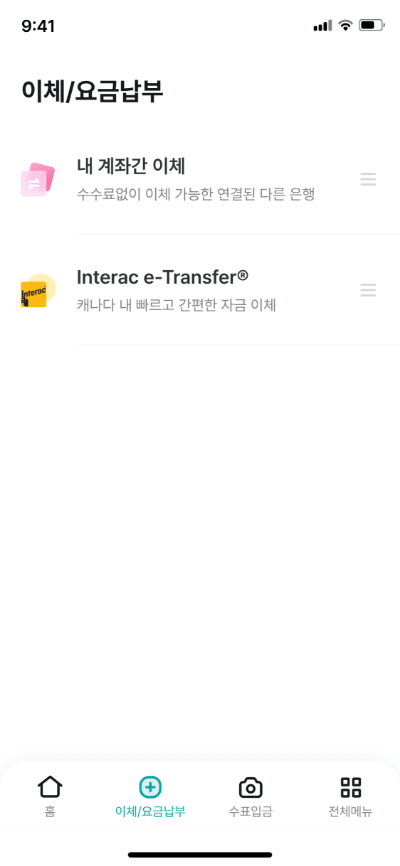 9:41
이체/요금납부
내 계좌간 이체
수수료없이 이체 가능한 연결된 다른 은행
Interac
Interac e-Transfer®
캐나다 내 빠르고 간편한 자금 이체
홈
이체/요금납부
수표입금
전체메뉴